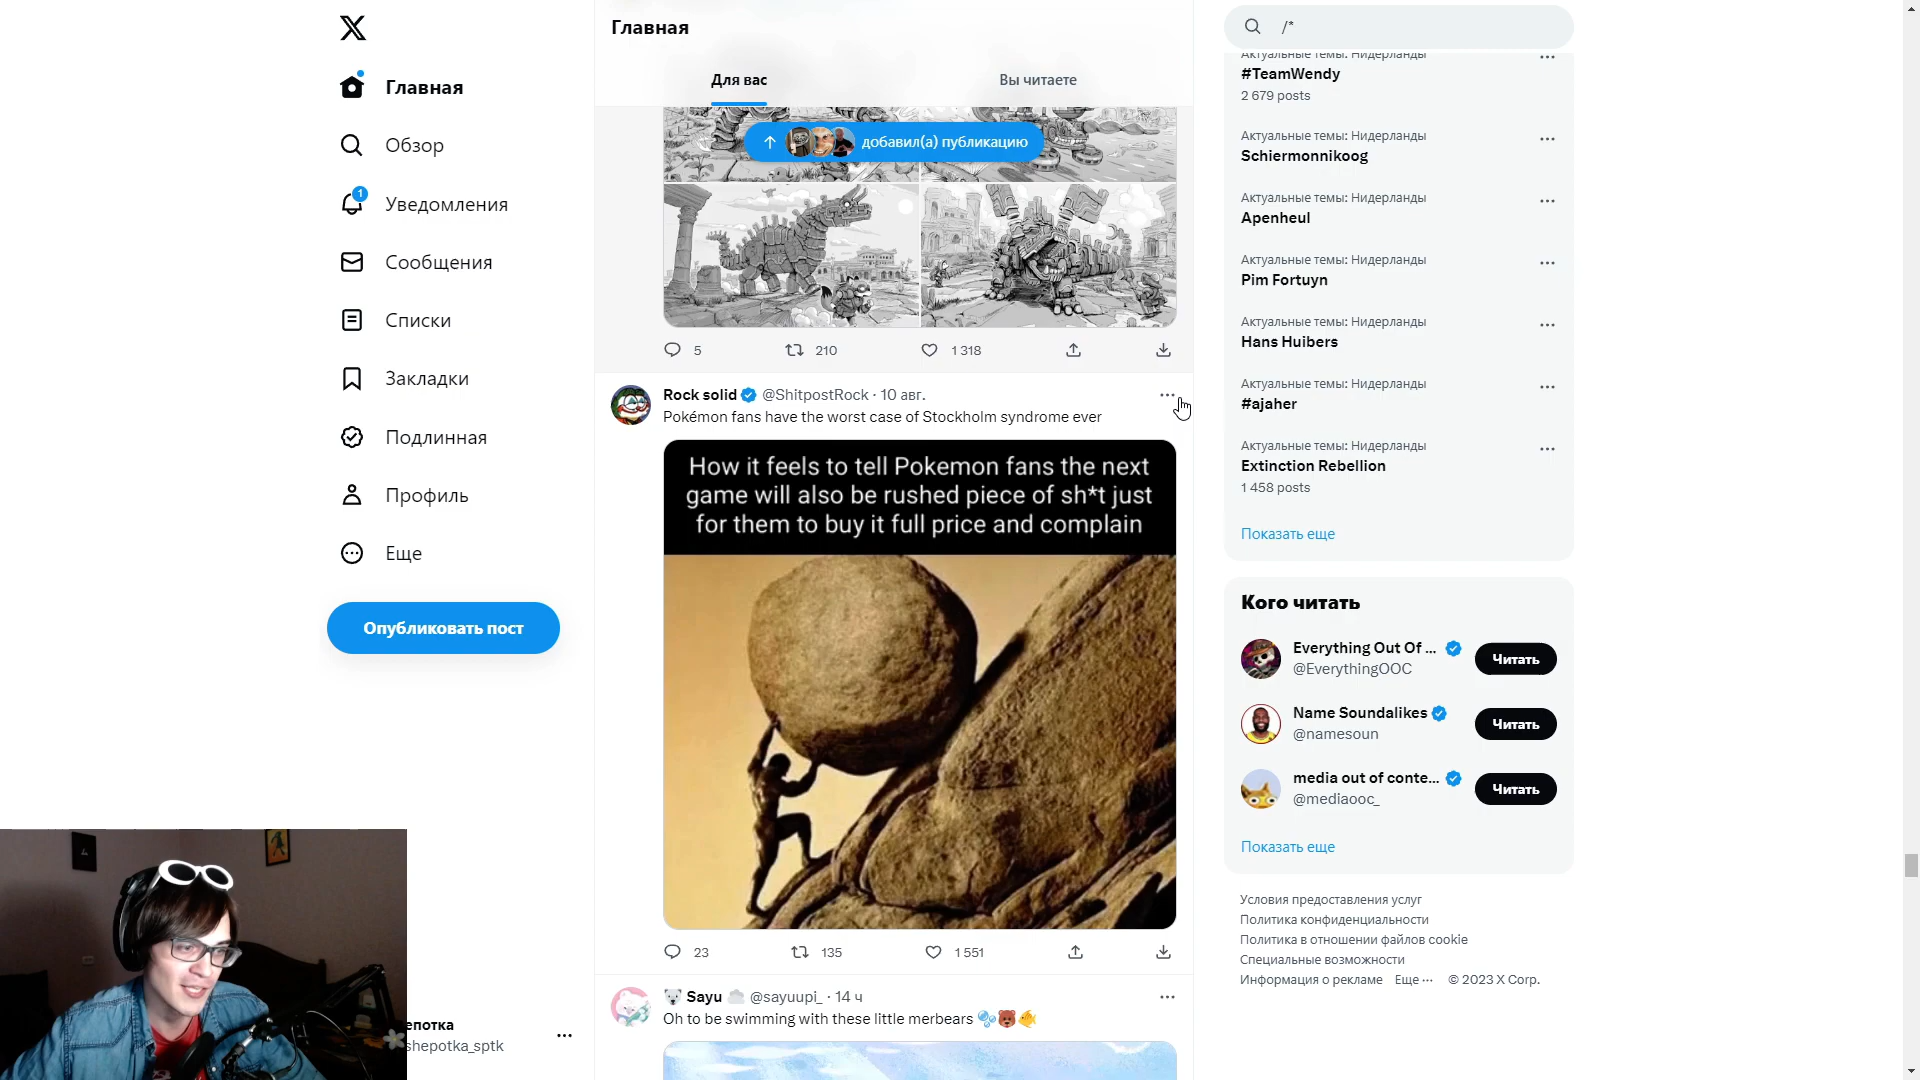 Главная
Обзор
1
Уведомления
Сообщения
Списки
Закладки
Подлинная
Профиль
Еще
Опубликовать пост
епотка
shepotka_sptk
Главная
Для вас
Вы читаете
добавил(а) публикацию
5
210
1 318
Rock solid @ShitpostRock · 10 авг.
Pokémon fans have the worst case of Stockholm syndrome ever
How it feels to tell Pokemon fans the next
game will also be rushed piece of sh*t just
for them to buy it full price and complain
23
135
1 551
Sayu @sayuupi_ · 14 ч
Oh to be swimming with these little merbears
/*
Актуальные темы: Нидерланды
#TeamWendy
2 679 posts
Актуальные темы: Нидерланды
Schiermonnikoog
Актуальные темы: Нидерланды
Apenheul
Актуальные темы: Нидерланды
Pim Fortuyn
Актуальные темы: Нидерланды
Hans Huibers
Актуальные темы: Нидерланды
#ajaher
Актуальные темы: Нидерланды
Extinction Rebellion
1 458 posts
Показать еще
Кого читать
Everything Out Of ...
@EverythingOOC
Читать
Name Soundalikes
@namesoun
Читать
media out of conte...
@mediaooc_
Читать
Показать еще
Условия предоставления услуг
Политика конфиденциальности
Политика в отношении файлов cookie
Специальные возможности
Информация о рекламе Еще ··· © 2023 X Corp.